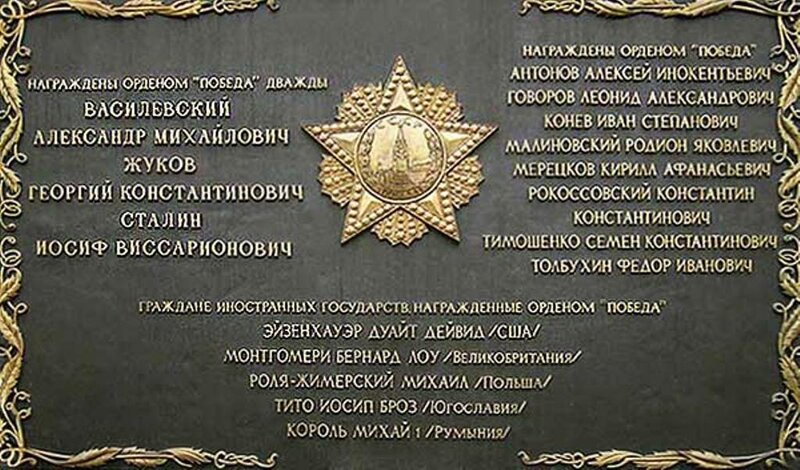 НАГРАЖДЕНЫ ОРДЕНОМ "ПОБЕДА" ДВАЖДЫ
ВАСИЛЕВСКИЙ
АЛЕКСАНДР МИХАЙЛОВИЧ
ЖУКОВ
ГЕОРГИЙ КОНСТАНТИНОВИЧ
СТАЛИН
ИОСИФ ВИССАРИОНОВИЧ
НАГРАЖДЕНЫ ОРДЕНОМ "ПОБЕДА"
АНТОНОВ АЛЕКСЕЙ ИНОКЕНТЬЕВИЧ
ГОВОРОВ ЛЕОНИД АЛЕКСАНДРОВИЧ
КОНЕВ ИВАН СТЕПАНОВИЧ
МАЛИНОВСКИЙ РОДИОН ЯКОВЛЕВИЧ
МЕРЕЦКОВ КИРИЛЛ АФАНАСЬЕВИЧ
РОКОССОВСКИЙ КОНСТАНТИН
КОНСТАНТИНОВИЧ
ТИМОШЕНКО СЕМЕН КОНСТАНТИНОВИЧ
ТОЛБУХИН ФЕДОР ИВАНОВИЧ
ГРАЖДАНЕ ИНОСТРАННЫХ ГОСУДАРСТВ, НАГРАЖДЕННЫЕ ОРДЕНОМ "ПОБЕДА"
ЭЙЗЕНХАУЭР ДУАЙТ ДЕЙВИД /США/
МОНТГОМЕРИ БЕРНАРД ЛОУ /ВЕЛИКОБРИТАНИЯ/
РОЛЯ-ЖИМЕРСКИЙ МИХАИЛ /ПОЛЬША/
ТИТО ИОСИП БРОЗ /ЮГОСЛАВИЯ/
КОРОЛЬ МИХАЙ 1 /РУМЫНИЯ/